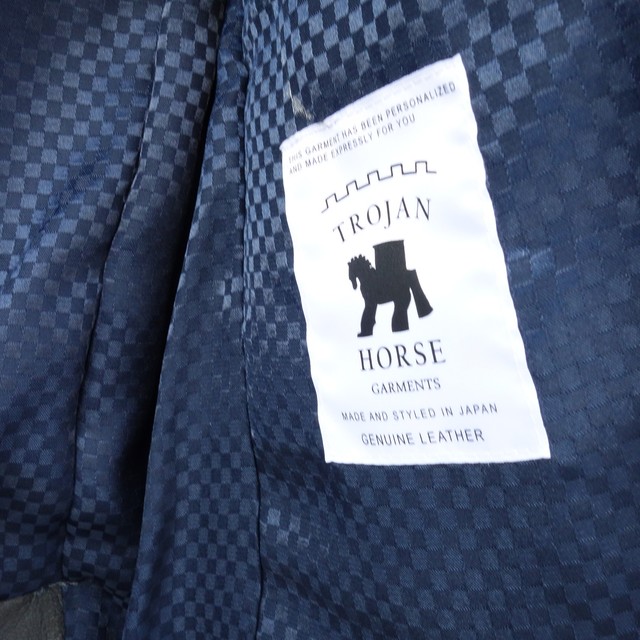 THIS GARMENT HAS BEEN PERSONALIZED
AND MADE EXPRESSLY FOR YOU
TROJAN
HORSE
GARMENTS
MADE AND STYLED IN JAPAN
GENUINE LEATHER